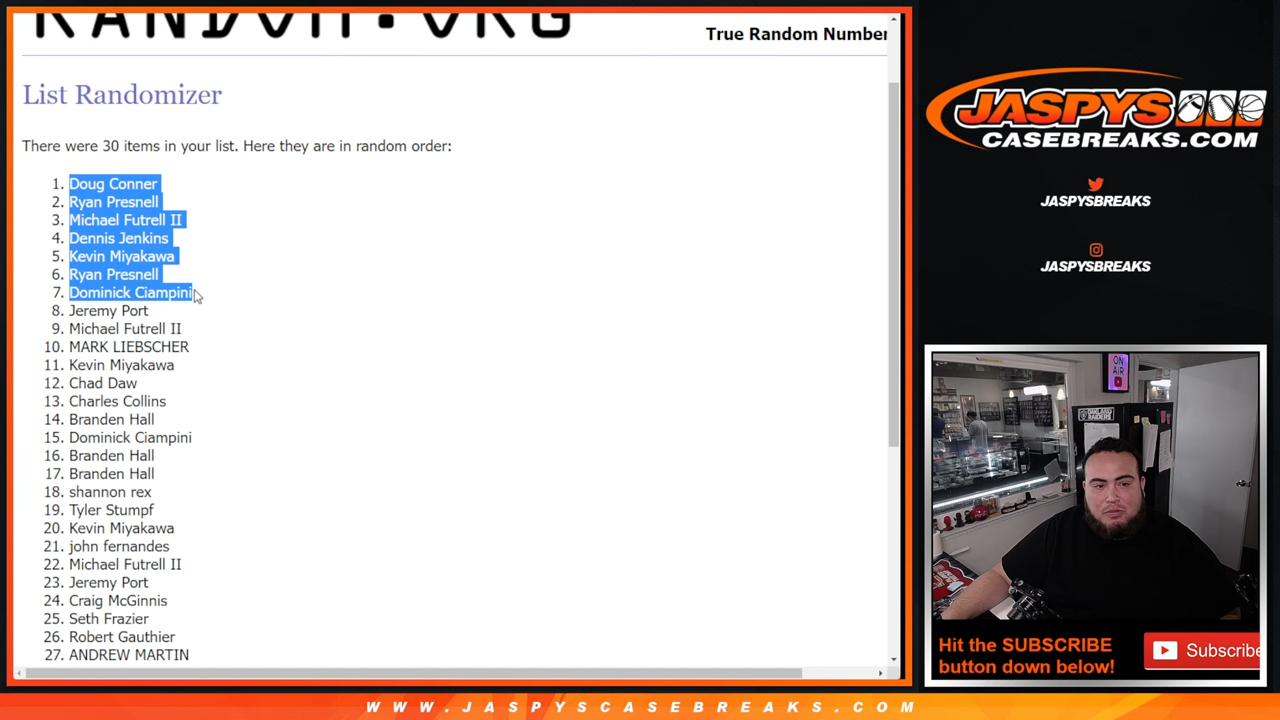 RANDOM.ORG
True Random Number
List Randomizer
There were 30 items in your list. Here they are in random order:
1. Doug Conner
2. Ryan Presnell
3. Michael Futrell II
4. Dennis Jenkins
5. Kevin Miyakawa
6. Ryan Presnell
7. Dominick Ciampini
8. Jeremy Port
9. Michael Futrell II
10. MARK LIEBSCHER
11. Kevin Miyakawa
12. Chad Daw
13. Charles Collins
14. Branden Hall
15. Dominick Ciampini
16. Branden Hall
17. Branden Hall
18. shannon rex
19. Tyler Stumpf
20. Kevin Miyakawa
21. john fernandes
22. Michael Futrell II
23. Jeremy Port
24. Craig McGinnis
25. Seth Frazier
26. Robert Gauthier
27. ANDREW MARTIN
JASPYS
CASEBREAKS.COM
JASPYSBREAKS
JASPYSBREAKS
ON
AIR
OAKLAND
RAIDERS
Hit the SUBSCRIBE
button down below!
Subscribe
WWW.JASPYSCASEBREAKS.COM